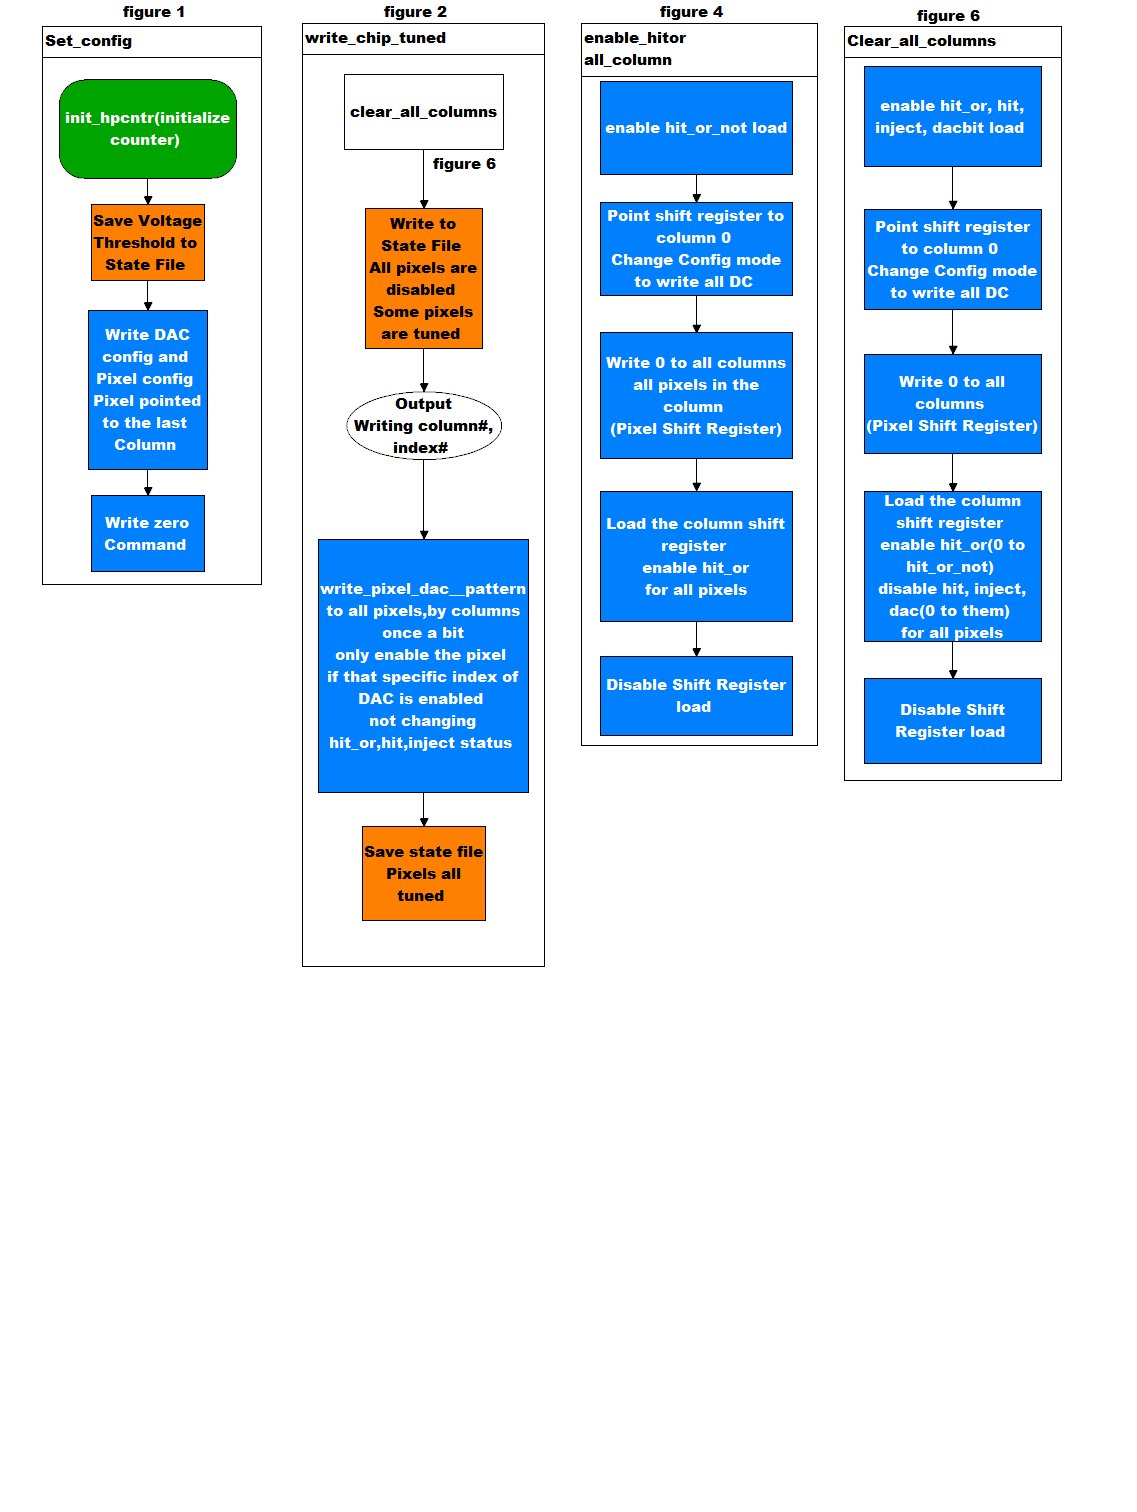 figure 1
Set_config
init_hpcntr(initialize
counter)
Save Voltage
Threshold to
State File
Write DAC
config and
Pixel config
Pixel pointed
to the last
Column
Write zero
Command
figure 2
write_chip_tuned
clear_all_columns
figure 6
Write to
State File
All pixels are
disabled
Some pixels
are tuned
Output
Writing column#,
index#
write_pixel_dac__pattern
to all pixels,by columns
once a bit
only enable the pixel
if that specific index of
DAC is enabled
not changing
hit_or,hit,inject status
Save state file
Pixels all
tuned
figure 4
enable_hitor
all_column
enable hit_or_not load
Point shift register to
column 0
Change Config mode
to write all DC
Write 0 to all columns
all pixels in the
column
(Pixel Shift Register)
Load the column shift
register
enable hit_or
for all pixels
Disable Shift Register
load
figure 6
Clear_all_columns
enable hit_or, hit,
inject, dacbit load
Point shift register
to column 0
Change Config mode
to write all DC
Write 0 to all
columns
(Pixel Shift Register)
Load the column
shift register
enable hit_or(0 to
hit_or_not)
disable hit, inject,
dac(0 to them)
for all pixels
Disable Shift
Register load